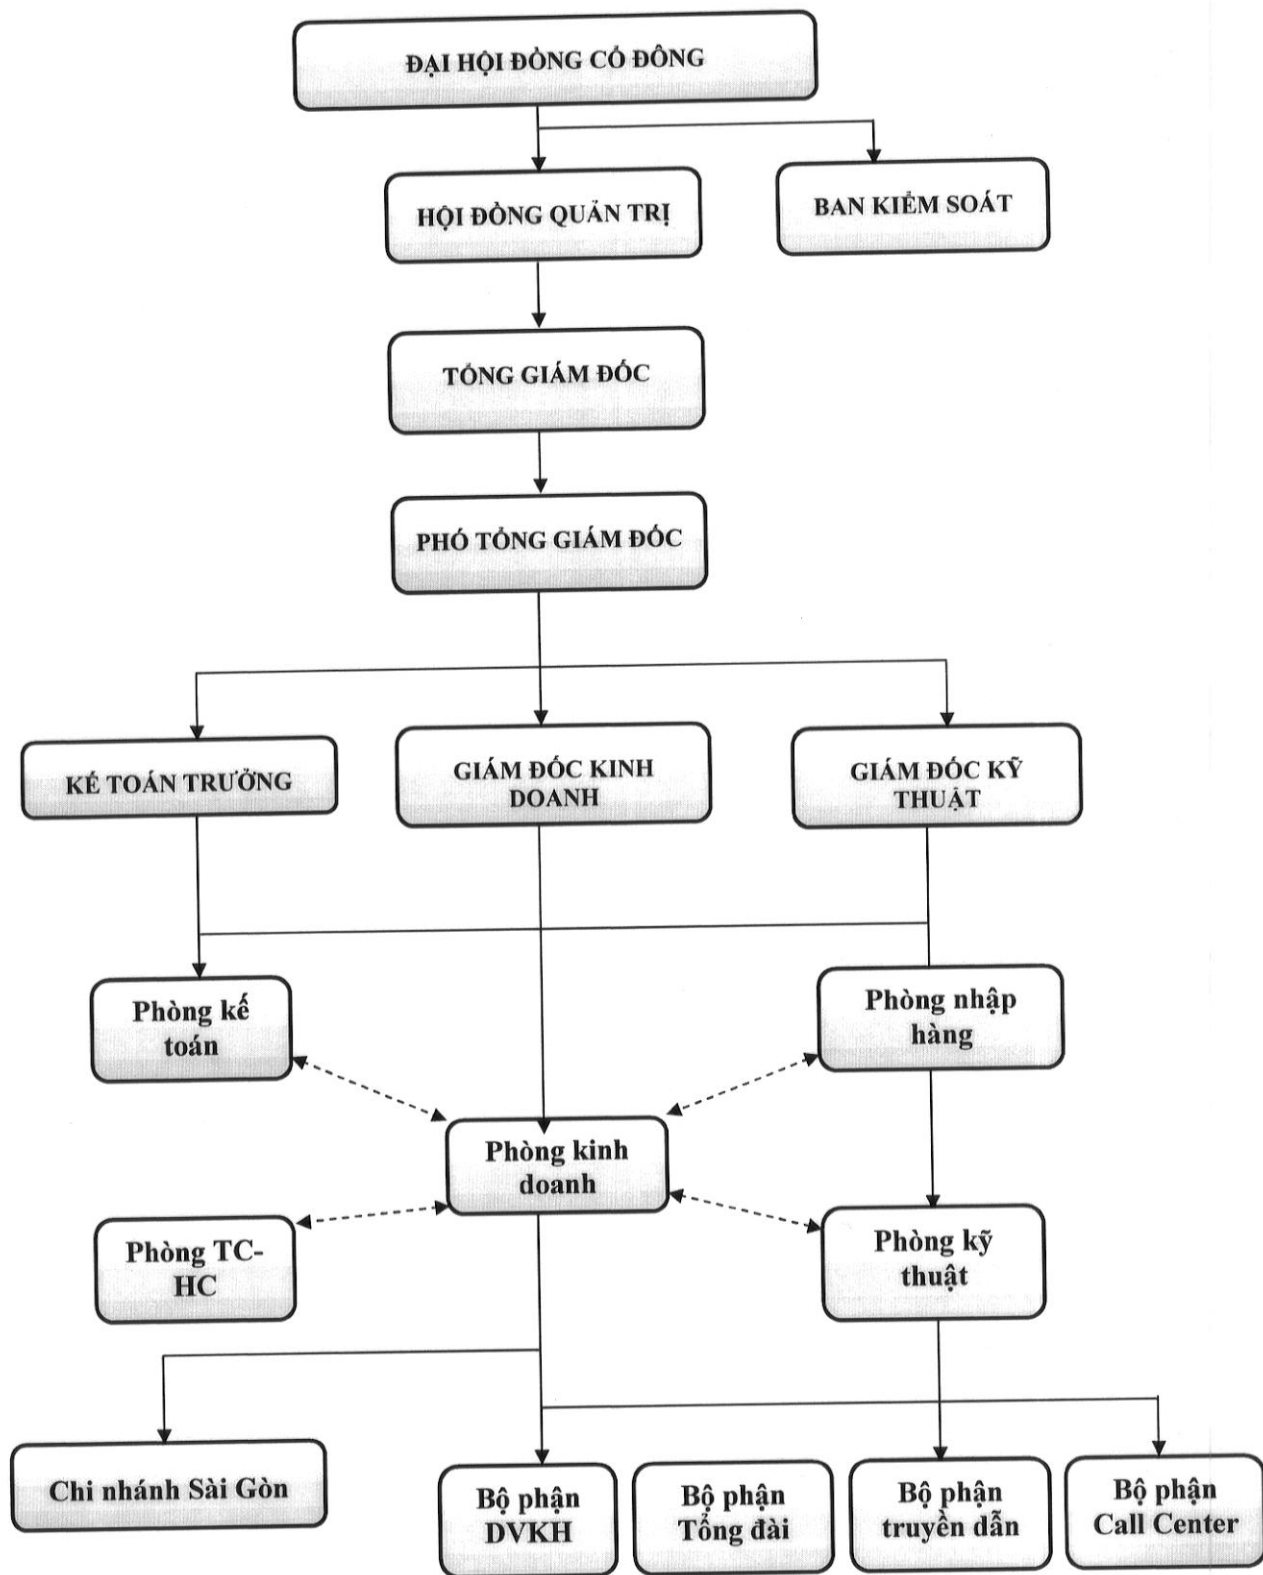 ĐẠI HỘI ĐỒNG CỔ ĐÔNG
HỘI ĐỒNG QUẢN TRỊ
BAN KIỂM SOÁT
TỔNG GIÁM ĐỐC
PHÓ TỔNG GIÁM ĐỐC
KẾ TOÁN TRƯỞNG
GIÁM ĐỐC KINH
DOANH
GIÁM ĐỐC KỸ
THUẬT
Phòng kế
toán
Phòng nhập
hàng
Phòng kinh
doanh
Phòng TC-
HC
Phòng kỹ
thuật
Chi nhánh Sài Gòn
Bộ phận
DVKH
Bộ phận
Tổng đài
Bộ phận
truyền dẫn
Bộ phận
Call Center